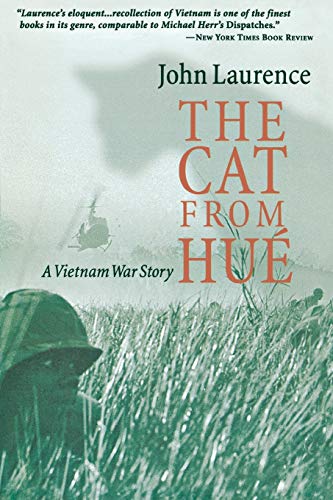 "Laurence's eloquent...recollection of Vietnam is one of the finest
books in its genre, comparable to Michael Herr's Dispatches."
—New York Times Book Review
John Laurence
THE
CAT
FROM
HUÉ
A Vietnam War Story